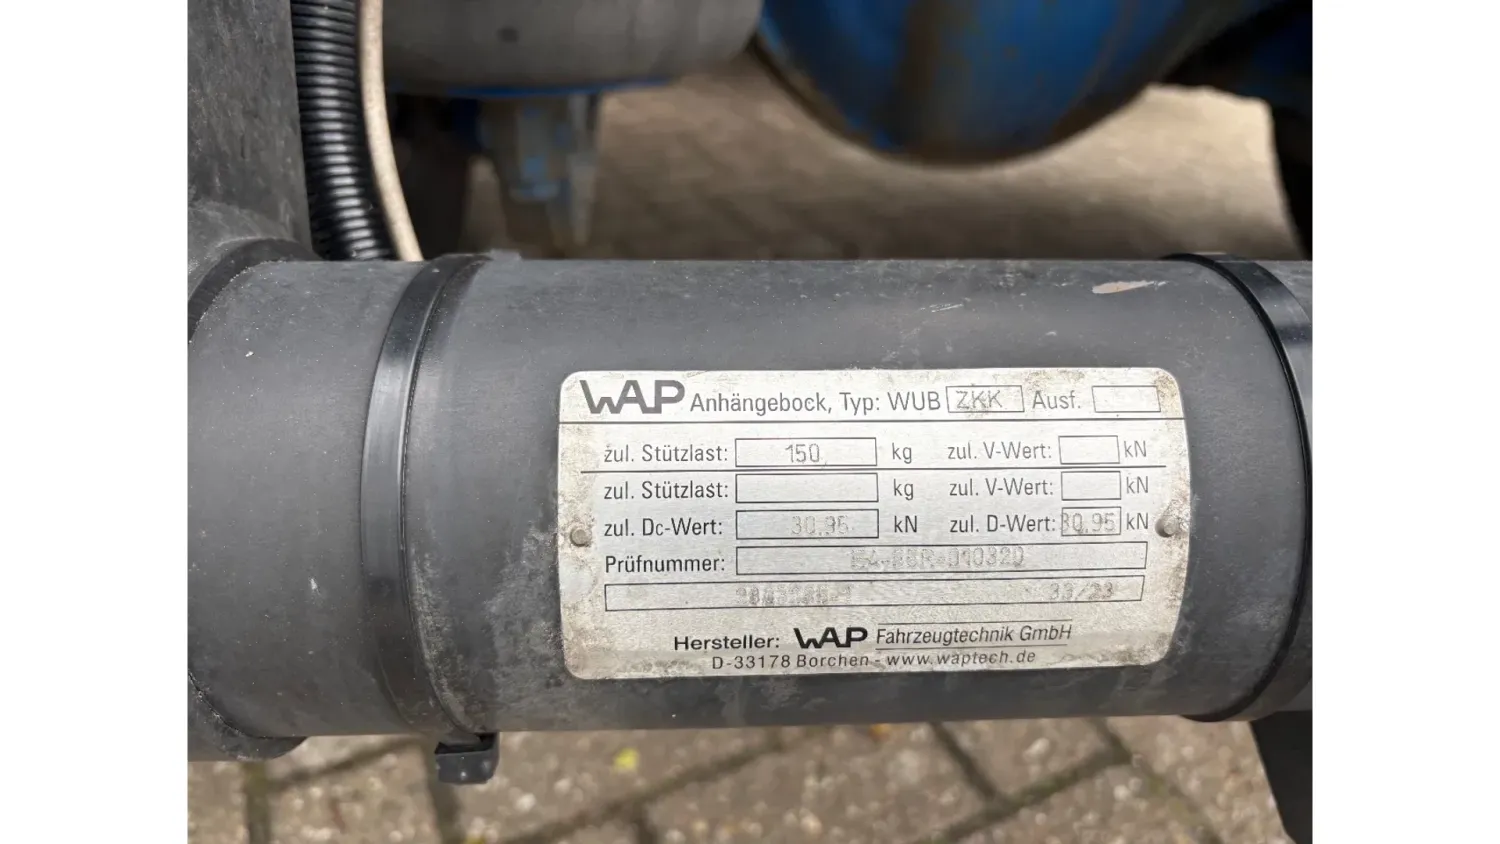 WAP Anhängebock, Typ: WUB ZKK Ausf.
zul. Stützlast: 150 kg zul. V-Wert: kN
zul. Stützlast: kg zul. V-Wert: kN
zul. Dc-Wert: 30,95 kN zul. D-Wert: 30,95 kN
Prüfnummer:
33/23
Hersteller: WAP Fahrzeugtechnik GmbH
D-33178 Borchen - www.waptech.de